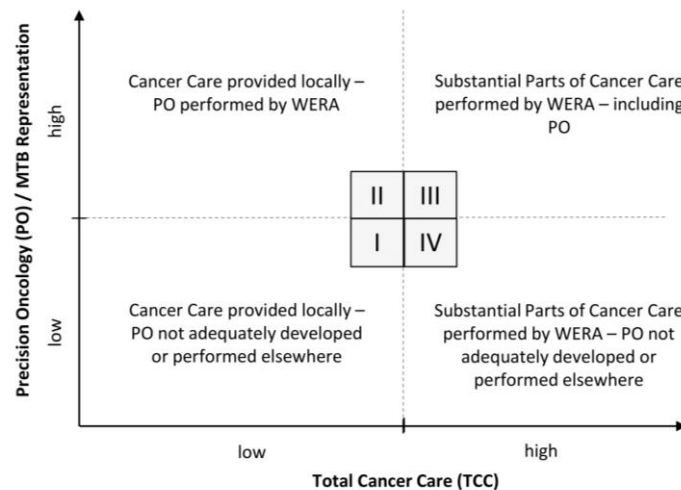 Precision Oncology (PO) / MTB Representation
high
low
Cancer Care provided locally –
PO performed by WERA
Substantial Parts of Cancer Care
performed by WERA – including
PO
II
III
I
IV
Cancer Care provided locally –
PO not adequately developed
or performed elsewhere
Substantial Parts of Cancer Care
performed by WERA – PO not
adequately developed or
performed elsewhere
low
high
Total Cancer Care (TCC)